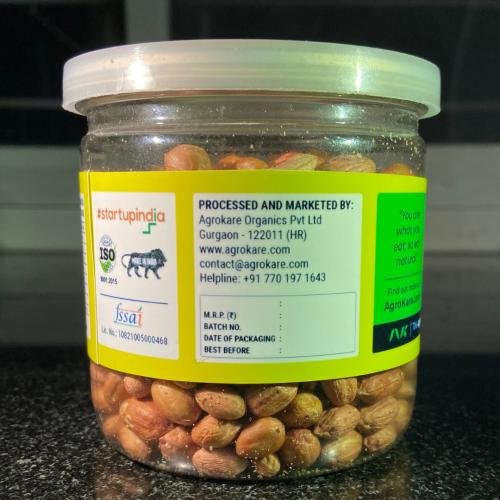 #startupindia
ISO
9001:2015
MAKE IN INDIA
fssai
Lic. No.: 10821005000468
PROCESSED AND MARKETED BY:
Agrokare Organics Pvt Ltd
Gurgaon - 122011 (HR)
www.agrokare.com
contact@agrokare.com
Helpline: +91 770 197 1643
:
M.R.P. (₹) :
BATCH NO. :
DATE OF PACKAGING :
BEST BEFORE :
"You are
what you
eat, so eat
natural"
Find out more
AgroKare.com